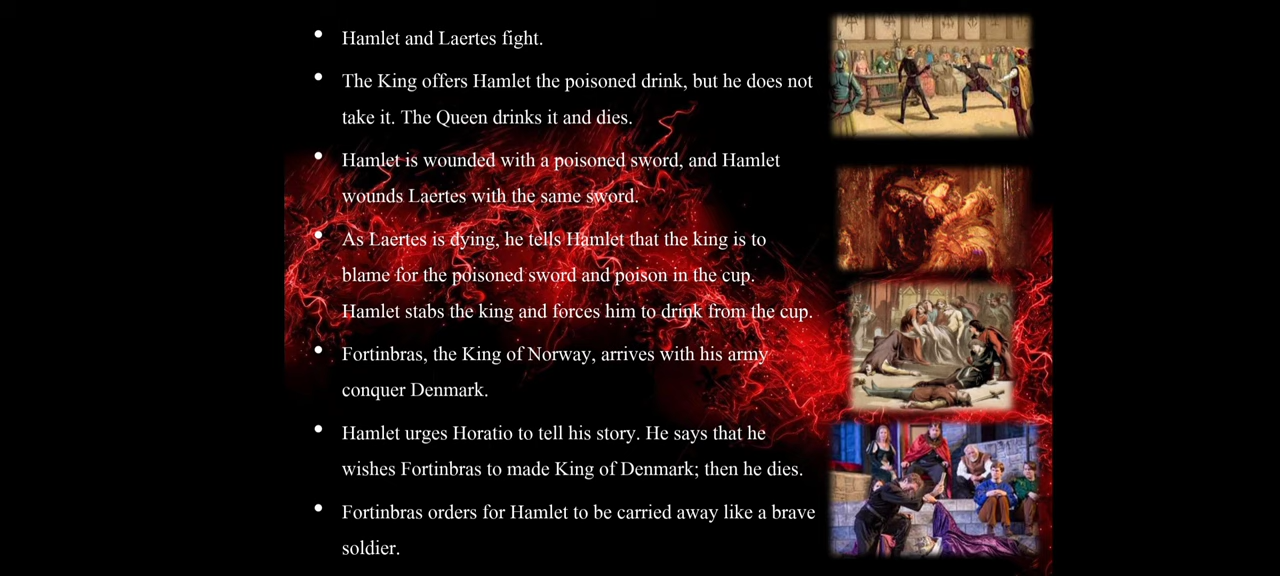 • Hamlet and Laertes fight.
• The King offers Hamlet the poisoned drink, but he does not
take it. The Queen drinks it and dies.
• Hamlet is wounded with a poisoned sword, and Hamlet
wounds Laertes with the same sword.
• As Laertes is dying, he tells Hamlet that the king is to
blame for the poisoned sword and poison in the cup.
Hamlet stabs the king and forces him to drink from the cup.
• Fortinbras, the King of Norway, arrives with his army
conquer Denmark.
• Hamlet urges Horatio to tell his story. He says that he
wishes Fortinbras to made King of Denmark; then he dies.
• Fortinbras orders for Hamlet to be carried away like a brave
soldier.